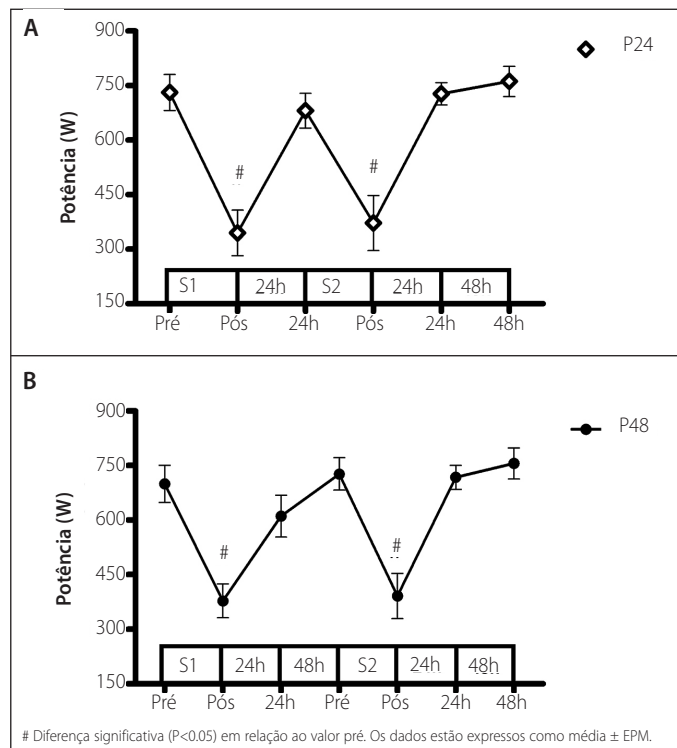 A
P24
Potência (W)
900
750
600
450
300
150
#
#
S1 24h S2 24h 48h
Pré Pós 24h Pós 24h 48h
B
P48
Potência (W)
900
750
600
450
300
150
#
#
S1 24h 48h S2 24h 48h
Pré Pós 24h Pré Pós 24h 48h
# Diferença significativa (P<0.05) em relação ao valor pré. Os dados estão expressos como média ± EPM.